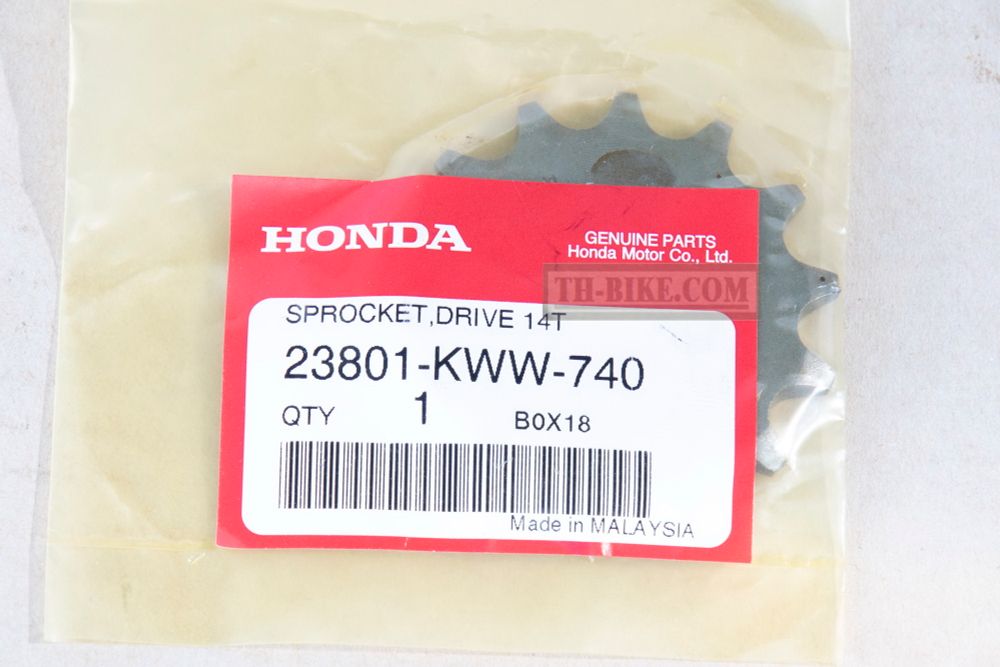 HONDA
GENUINE PARTS
Honda Motor Co., Ltd.
TH-BIKE.COM
SPROCKET,DRIVE 14T
23801-KWW-740
QTY 1 B0X18
Made in MALAYSIA